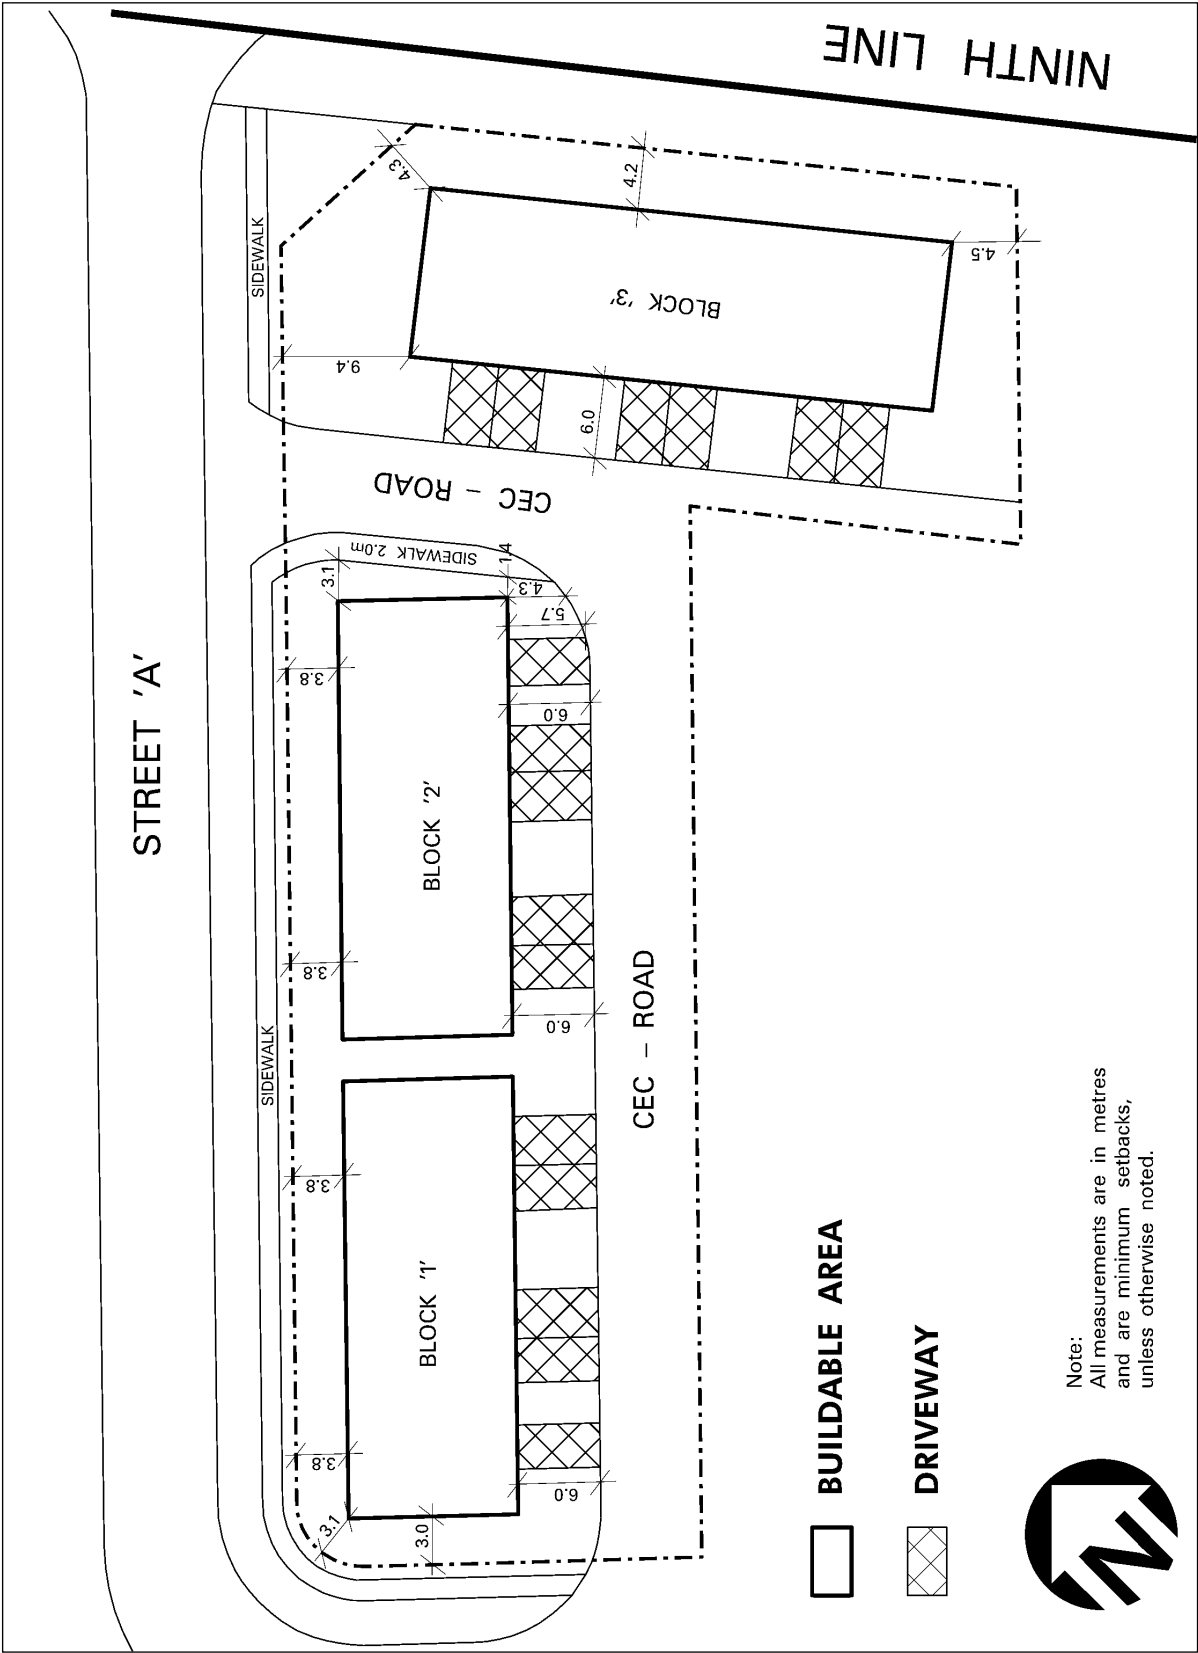 NINTH LINE
STREET 'A'
SIDEWALK
4.3
4.2
4.5
BLOCK '3'
9.4
6.0
CEC - ROAD
SIDEWALK 2.0m
1.4
3.1
4.3
5.7
3.8
6.0
BLOCK '2'
3.8
6.0
SIDEWALK
CEC - ROAD
3.8
BLOCK '1'
3.8
6.0
3.1
3.0
BUILDABLE AREA
DRIVEWAY
Note:
All measurements are in metres
and are minimum setbacks,
unless otherwise noted.
N